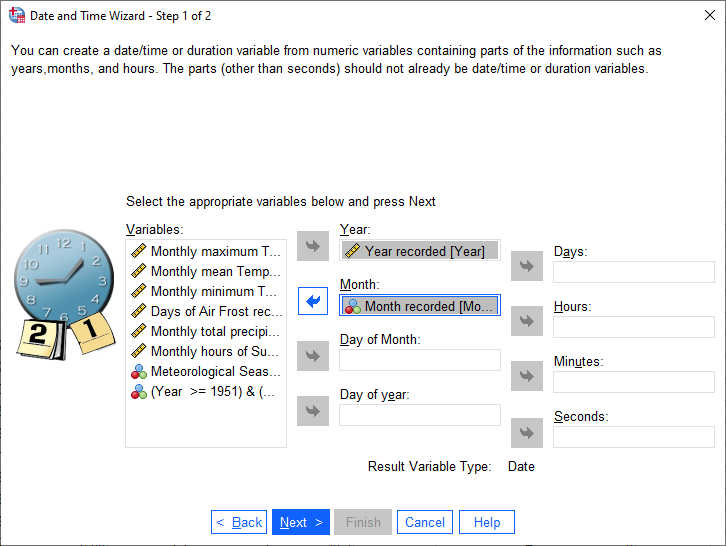 Date and Time Wizard - Step 1 of 2
You can create a date/time or duration variable from numeric variables containing parts of the information such as
years,months, and hours. The parts (other than seconds) should not already be date/time or duration variables.
Select the appropriate variables below and press Next
Variables:
Monthly maximum T...
Monthly mean Temp...
Monthly minimum T...
Days of Air Frost rec...
Monthly total precipi...
Monthly hours of Su...
Meteorological Seas...
(Year >= 1951) & (...
Year:
Year recorded [Year]
Month:
Month recorded [Mo...
Day of Month:
Day of year:
Days:
Hours:
Minutes:
Seconds:
Result Variable Type: Date
12
1
2
3
4
5
6
7
8
9
10
11
2
1
< Back
Next >
Finish
Cancel
Help